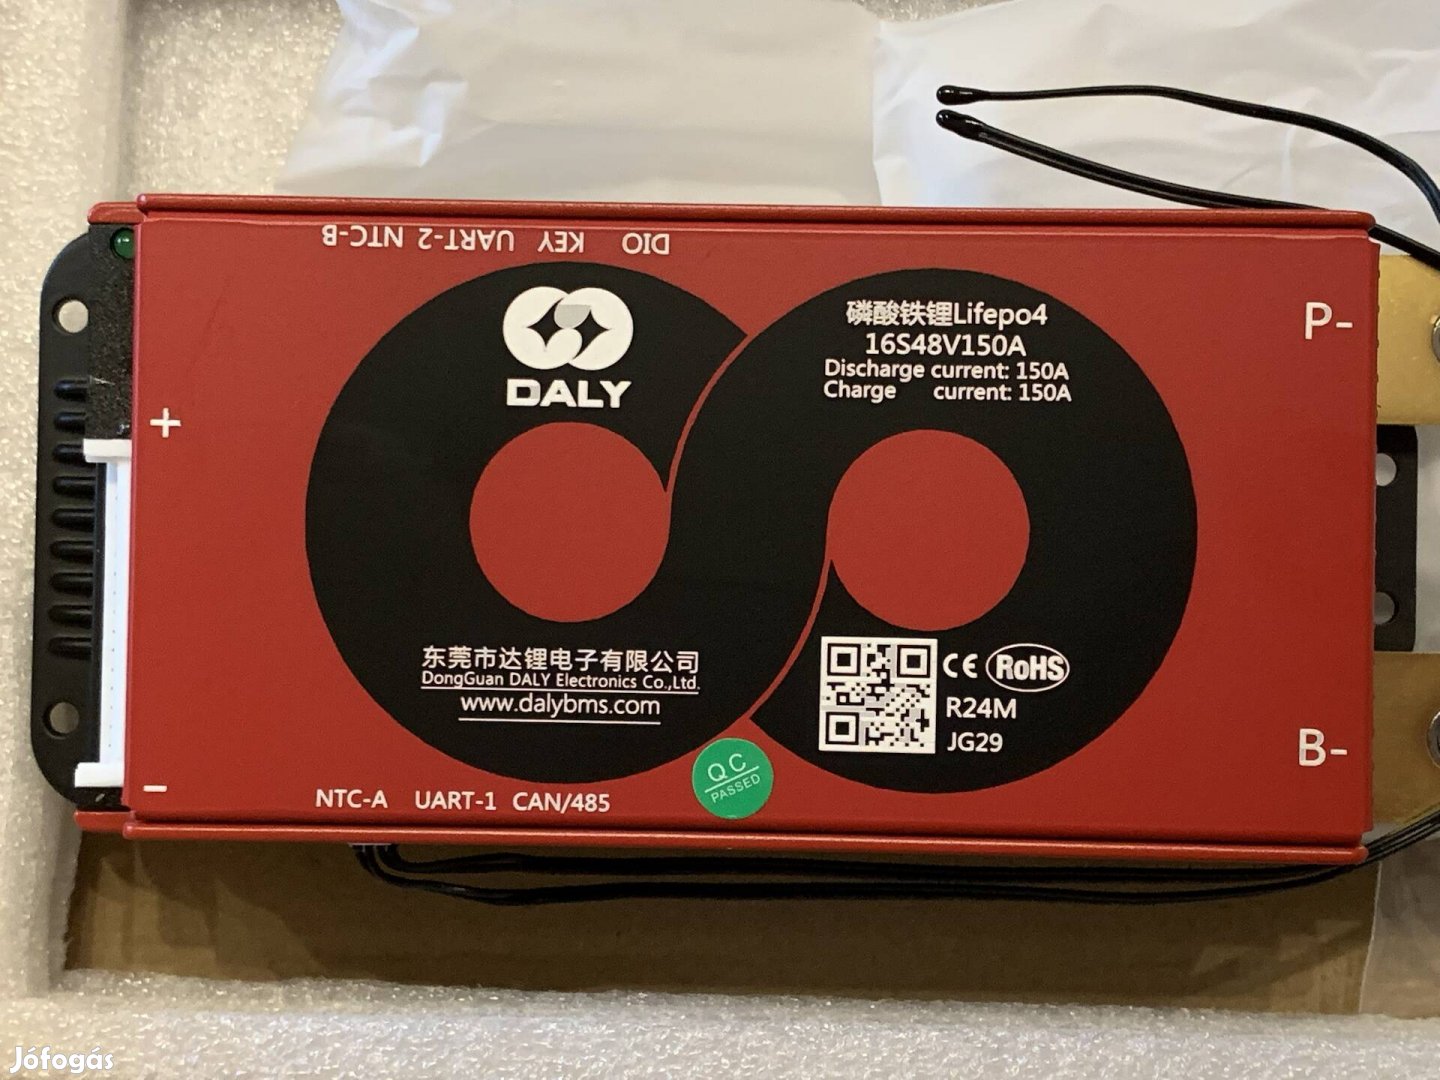 DIO KEY UART-2 NTC-B
DALY
磷酸铁锂Lifepo4
16S48V150A
Discharge current: 150A
Charge current: 150A
P-
+
东莞市达锂电子有限公司
DongGuan DALY Electronics Co.,Ltd.
www.dalybms.com
CE RoHS
R24M
JG29
B-
QC
PASSED
-
NTC-A UART-1 CAN/485
Jófogás